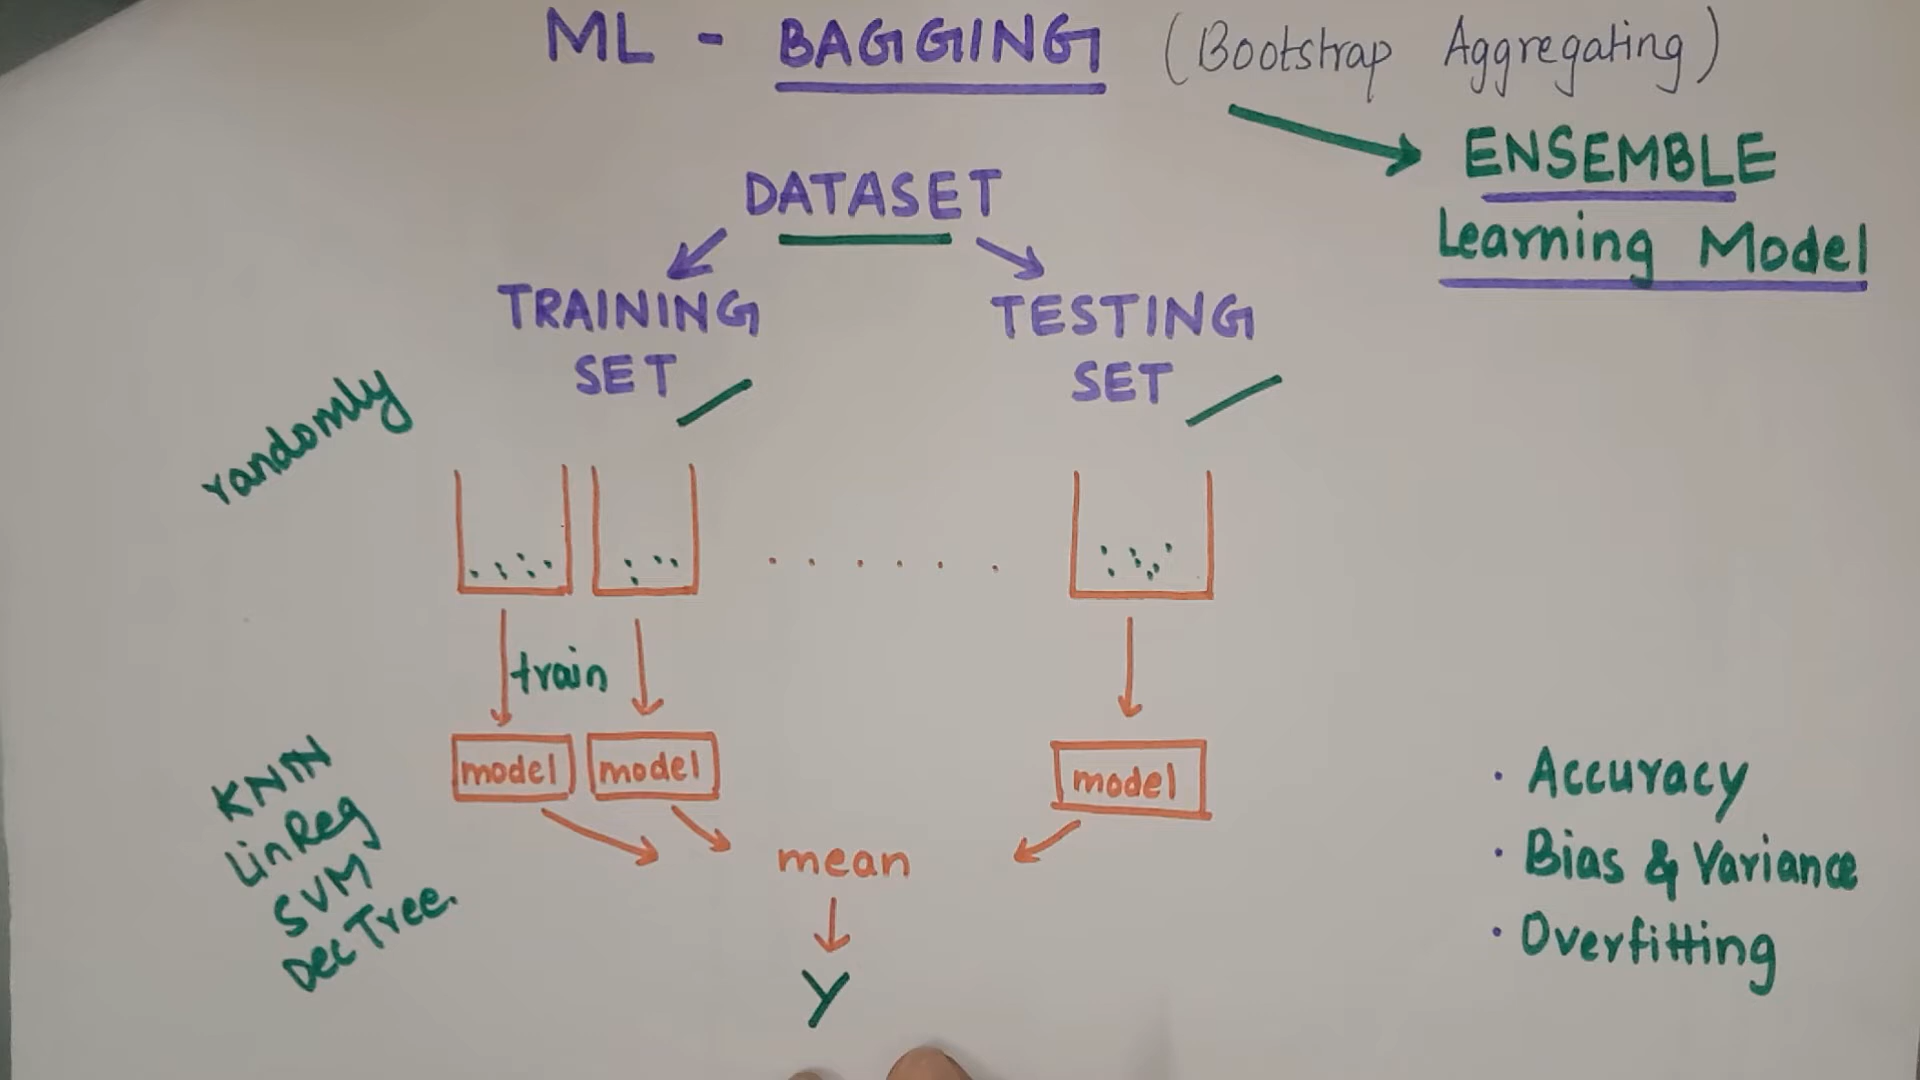 ML - BAGGING (Bootstrap Aggregating)
ENSEMBLE
Learning Model
DATASET
TRAINING
SET
TESTING
SET
randomly
train
model
model
model
KNN
LinReg
SVM
DecTree.
mean
Y
· Accuracy
· Bias & Variance
· Overfitting